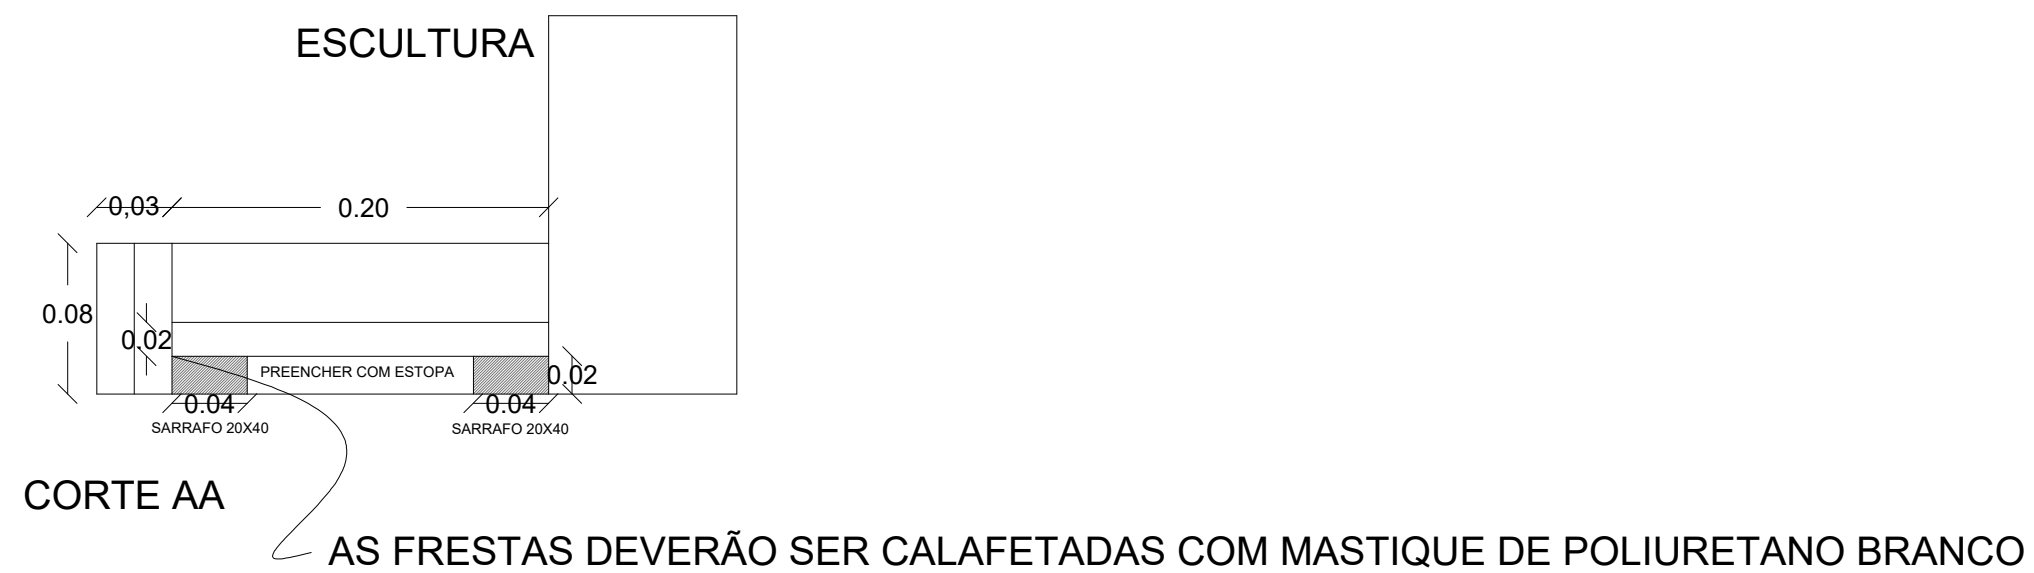 ESCULTURA
0,03
0.20
0.08
0.02
PREENCHER COM ESTOPA
0.02
0.04
0.04
SARRAFO 20X40
SARRAFO 20X40
CORTE AA
AS FRESTAS DEVERÃO SER CALAFETADAS COM MASTIQUE DE POLIURETANO BRANCO